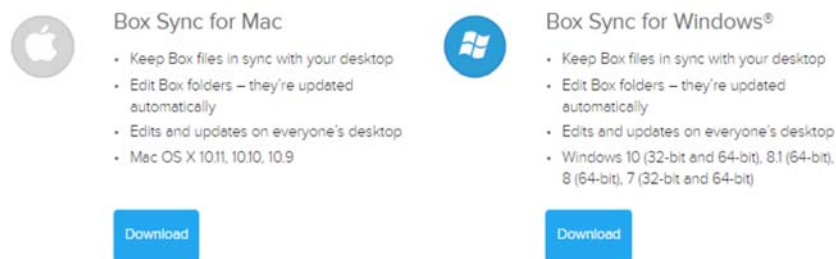 Box Sync for Mac
• Keep Box files in sync with your desktop
• Edit Box folders – they're updated
automatically
• Edits and updates on everyone's desktop
• Mac OS X 10.11, 10.10, 10.9
Download
Box Sync for Windows®
• Keep Box files in sync with your desktop
• Edit Box folders – they're updated
automatically
• Edits and updates on everyone's desktop
• Windows 10 (32-bit and 64-bit), 8.1 (64-bit),
8 (64-bit), 7 (32-bit and 64-bit)
Download